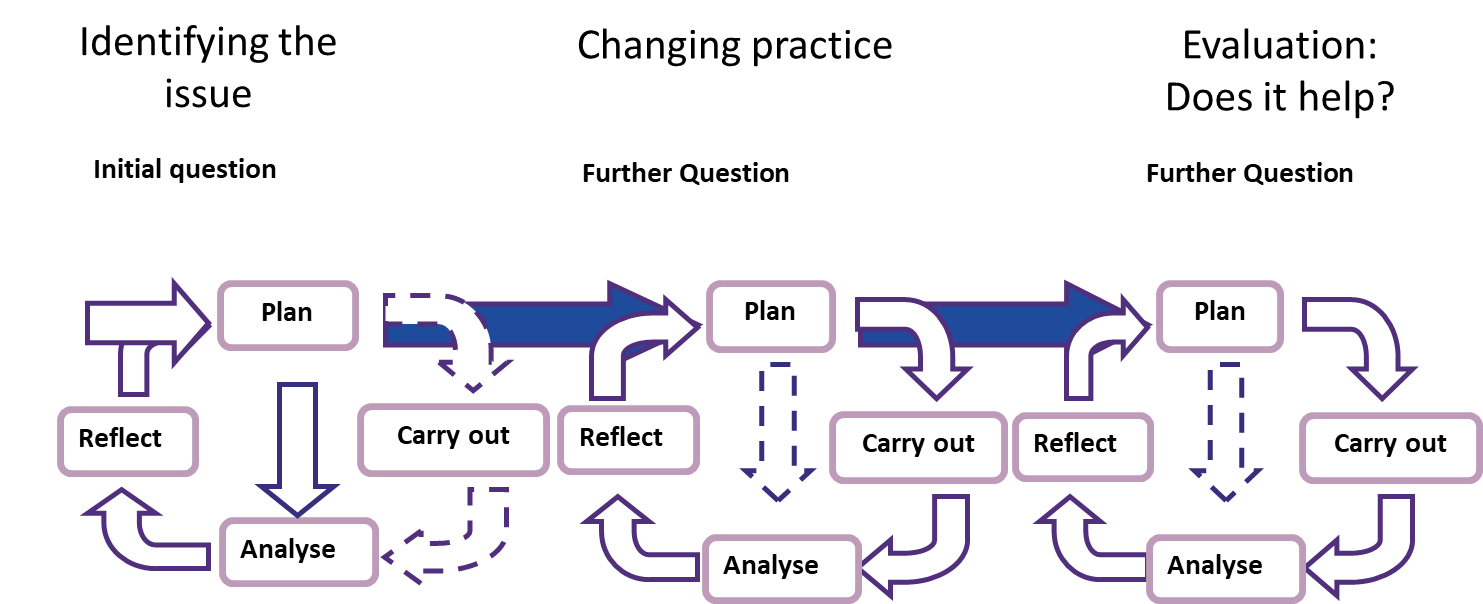 Identifying the
issue
Changing practice
Evaluation:
Does it help?
Initial question
Further Question
Further Question
Plan
Plan
Plan
Reflect
Carry out
Reflect
Carry out
Reflect
Carry out
Analyse
Analyse
Analyse